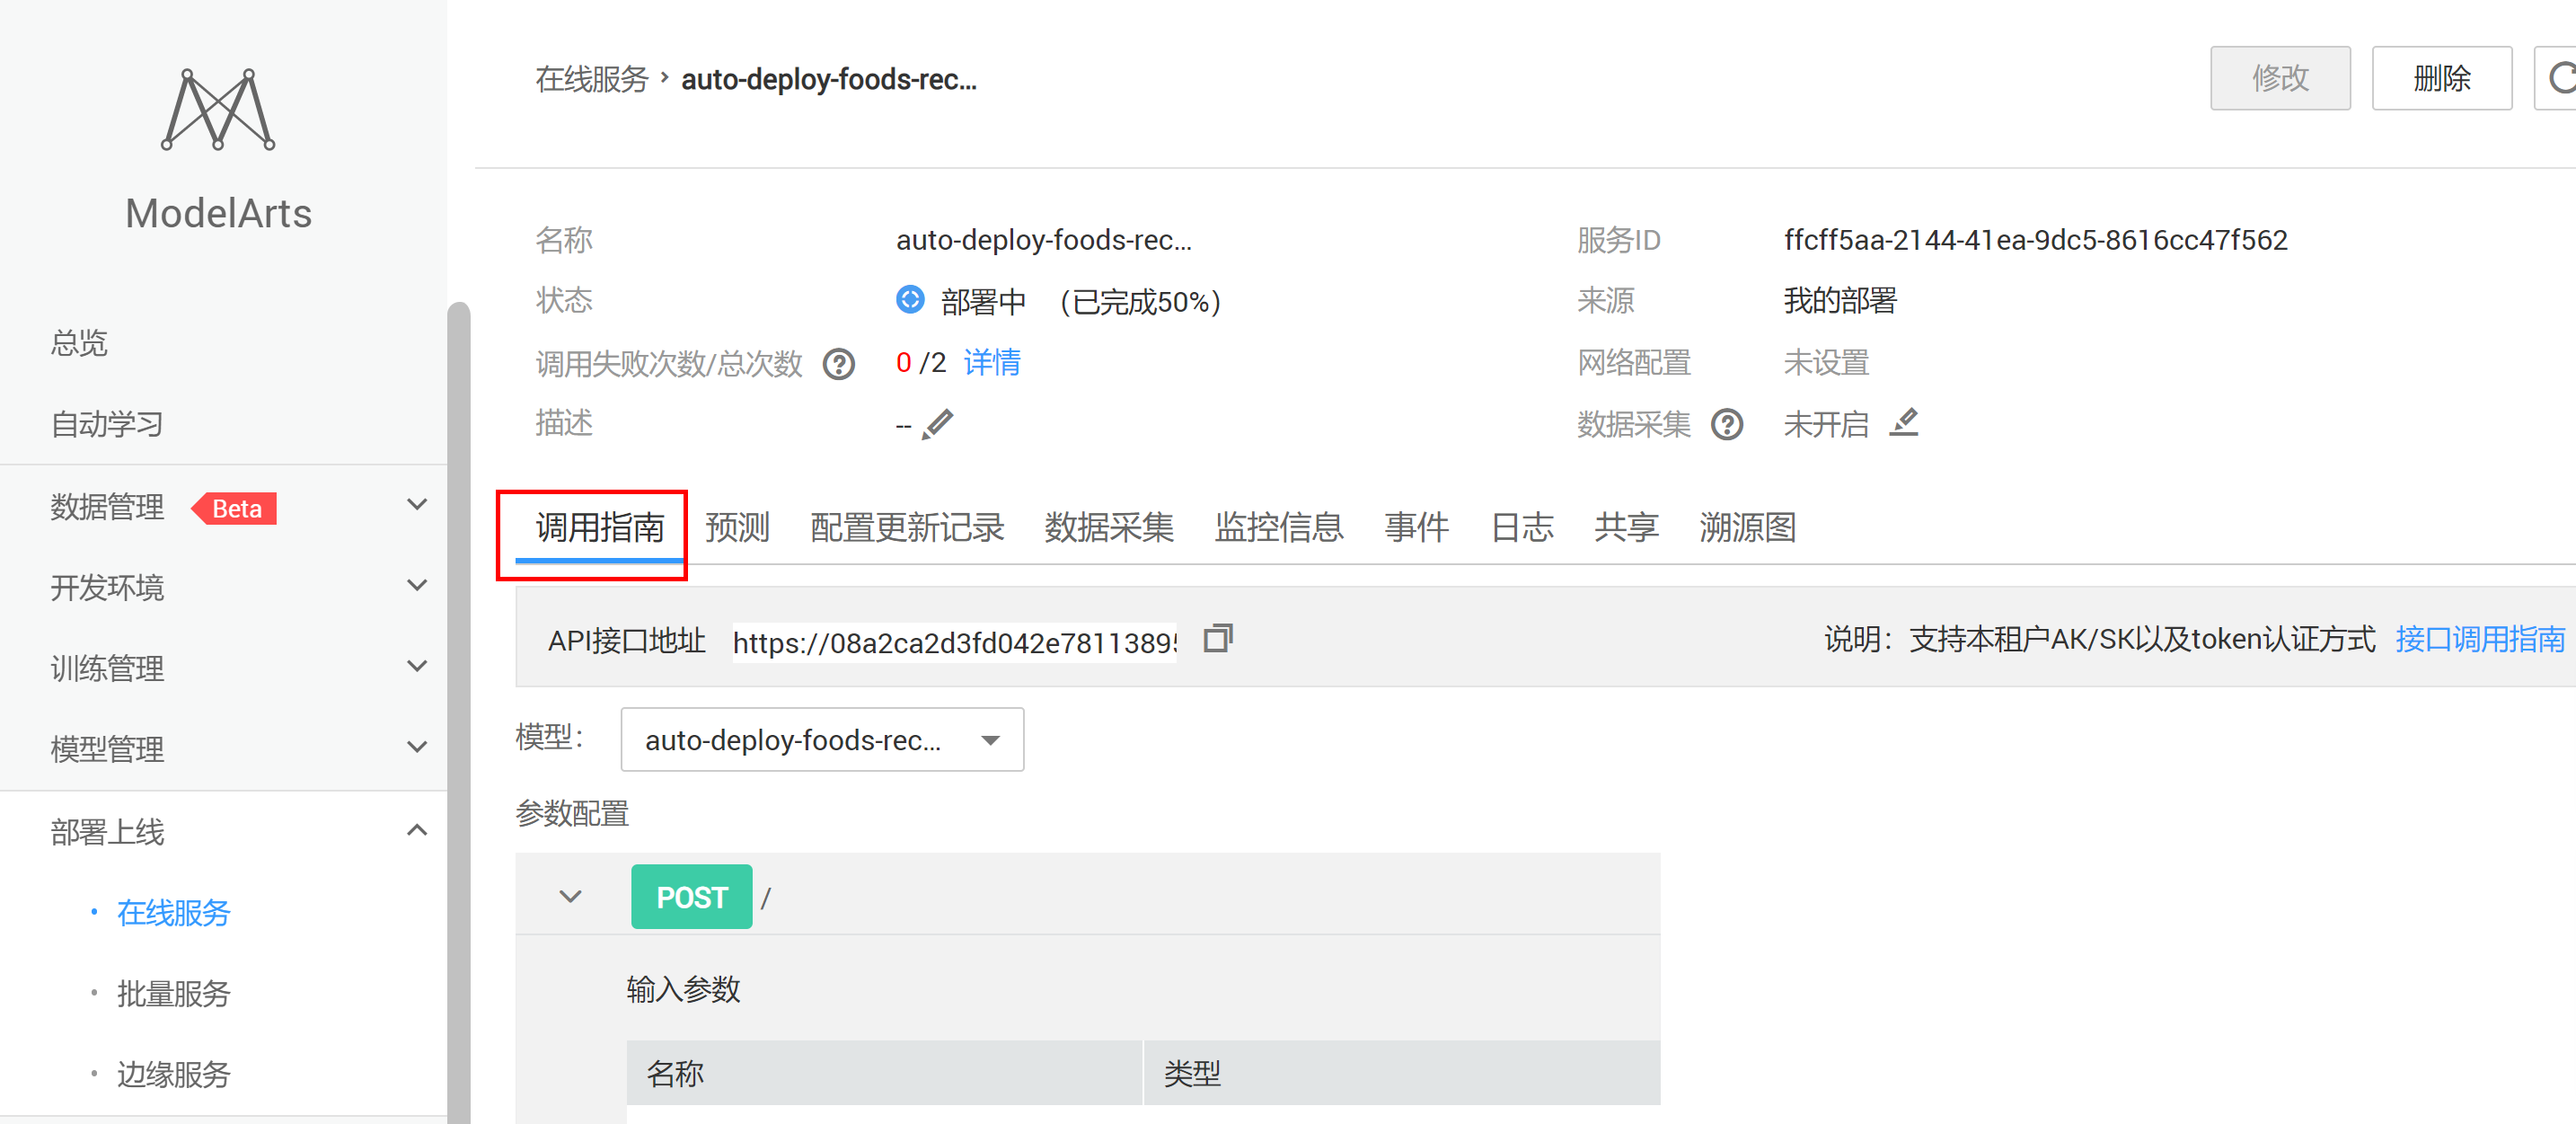 ModelArts
总览
自动学习
数据管理 Beta
开发环境
训练管理
模型管理
部署上线
在线服务
批量服务
边缘服务
在线服务 › auto-deploy-foods-rec...
修改 删除
名称 auto-deploy-foods-rec... 服务ID ffcff5aa-2144-41ea-9dc5-8616cc47f562
状态 部署中 （已完成50%） 来源 我的部署
调用失败次数/总次数 ? 0 /2 详情 网络配置 未设置
描述 -- 数据采集 ? 未开启
调用指南 预测 配置更新记录 数据采集 监控信息 事件 日志 共享 溯源图
API接口地址 https://08a2ca2d3fd042e7811389 说明：支持本租户AK/SK以及token认证方式 接口调用指南
模型： auto-deploy-foods-rec...
参数配置
POST /
输入参数
名称 类型